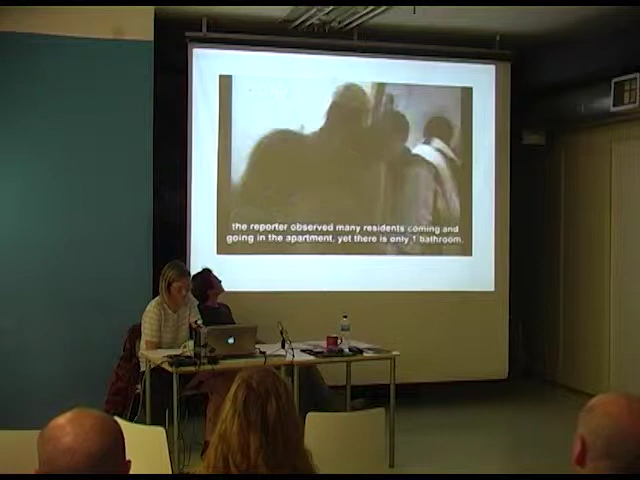 the reporter observed many residents coming and
going in the apartment, yet there is only 1 bathroom.